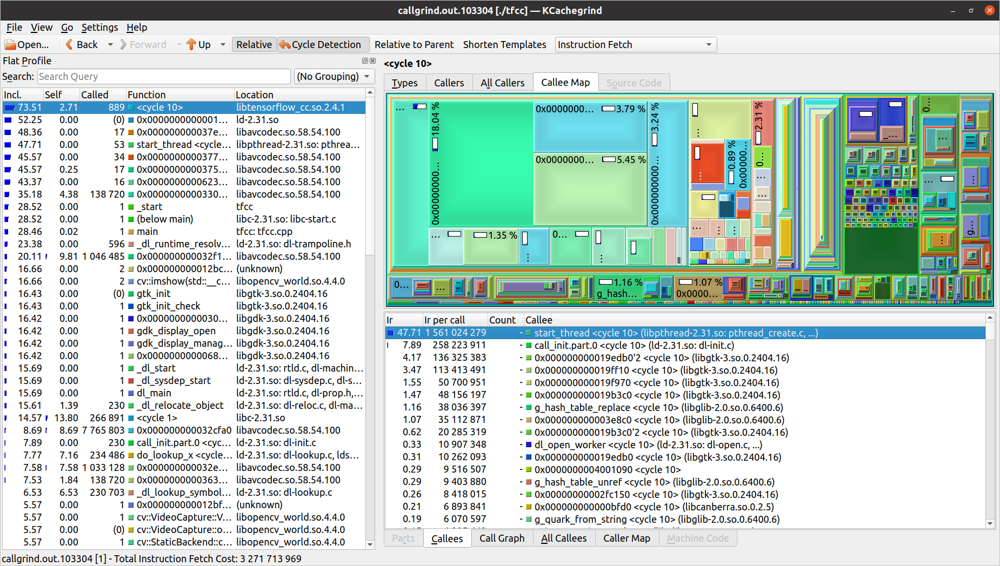 callgrind.out.103304 [./tfcc] — KCachegrind
File View Go Settings Help
Open... Back Forward Up Relative Cycle Detection Relative to Parent Shorten Templates Instruction Fetch
Flat Profile
Search: Search Query (No Grouping)
Incl. Self Called Function Location
73.51 2.71 889 <cycle 10> libtensorflow_cc.so.2.4.1
52.25 0.00 (0) 0x0000000000001... ld-2.31.so
48.36 0.00 17 0x000000000037e... libavcodec.so.58.54.100
47.71 0.00 53 start_thread <cycle... libpthread-2.31.so: pthrea...
45.57 0.00 34 0x000000000377... libavcodec.so.58.54.100
45.57 0.25 17 0x000000000375... libavcodec.so.58.54.100
43.37 0.00 16 0x000000000623... libavcodec.so.58.54.100
35.18 4.38 138 720 0x000000000330... libavcodec.so.58.54.100
28.52 0.00 1 _start tfcc
28.52 0.00 1 (below main) libc-2.31.so: libc-start.c
28.46 0.02 1 main tfcc: tfcc.cpp
23.38 0.00 596 _dl_runtime_resolv... ld-2.31.so: dl-trampoline.h
20.11 9.81 1 046 485 0x00000000032f1... libavcodec.so.58.54.100
16.66 0.00 2 0x000000000012bc... (unknown)
16.66 0.00 2 cv::imshow(std::__c... libopencv_world.so.4.4.0
16.43 0.00 (0) gtk_init libgtk-3.so.0.2404.16
16.43 0.00 1 gtk_init_check libgtk-3.so.0.2404.16
16.42 0.00 1 0x0000000000030... libgdk-3.so.0.2404.16
16.42 0.00 1 gdk_display_open libgdk-3.so.0.2404.16
16.42 0.00 1 gdk_display_manag... libgdk-3.so.0.2404.16
16.42 0.00 1 0x0000000000068... libgdk-3.so.0.2404.16
15.69 0.00 1 _dl_start ld-2.31.so: rtld.c, dl-machin...
15.69 0.00 1 _dl_sysdep_start ld-2.31.so: dl-sysdep.c, dl-s...
15.69 0.00 1 dl_main ld-2.31.so: rtld.c, dl-prop.h,...
15.61 1.39 230 _dl_relocate_object ld-2.31.so: dl-reloc.c, dl-ma...
14.57 13.80 266 891 <cycle 1> libc-2.31.so
8.69 8.69 7 765 803 0x000000000032cfa0 libavcodec.so.58.54.100
7.89 0.00 230 call_init.part.0 <cyc... ld-2.31.so: dl-init.c
7.77 7.16 234 486 do_lookup_x <cycle... ld-2.31.so: dl-lookup.c, lds...
7.58 7.58 1 033 128 0x000000000032e... libavcodec.so.58.54.100
7.53 1.84 138 720 0x000000000363... libavcodec.so.58.54.100
6.53 6.53 230 703 _dl_lookup_symbol... ld-2.31.so: dl-lookup.c
5.57 0.00 1 0x000000000012bf... (unknown)
5.57 0.00 1 cv::VideoCapture::V... libopencv_world.so.4.4.0
5.57 0.00 (0) cv::VideoCapture::o... libopencv_world.so.4.4.0
5.57 0.00 1 cv::StaticBackend::c... libopencv_world.so.4.4.0
<cycle 10>
Types Callers All Callers Callee Map Source Code
... 0x00000000... 18.04 %
0x0000000... 3.79 %
0x0000000... 5.45 %
0x00000000... 3.24 %
0x00000... 0.89 %
2.31 %
0...
... 1.35 %
0...
0... 1.16 %
g_hash...
1.07 %
0x0000...
g...
Ir Ir per call Count Callee
47.71 1 561 024 279 - start_thread <cycle 10> (libpthread-2.31.so: pthread_create.c, ...)
7.89 258 223 911 - call_init.part.0 <cycle 10> (ld-2.31.so: dl-init.c)
4.17 136 325 383 - 0x000000000019edb0'2 <cycle 10> (libgtk-3.so.0.2404.16)
3.47 113 413 491 - 0x000000000019ff10 <cycle 10> (libgtk-3.so.0.2404.16)
1.55 50 700 951 - 0x000000000019f970 <cycle 10> (libgtk-3.so.0.2404.16)
1.47 48 156 197 - 0x000000000019b3c0 <cycle 10> (libgtk-3.so.0.2404.16)
1.16 38 036 397 - g_hash_table_replace <cycle 10> (libglib-2.0.so.0.6400.6)
1.07 35 112 871 - 0x000000000003e8c0 <cycle 10> (libglib-2.0.so.0.6400.6)
0.62 20 285 319 - 0x000000000019b3c0'2 <cycle 10> (libgtk-3.so.0.2404.16)
0.33 10 907 348 - dl_open_worker <cycle 10> (ld-2.31.so: dl-open.c, ...)
0.31 10 262 093 - 0x000000000019edb0 <cycle 10> (libgtk-3.so.0.2404.16)
0.29 9 516 507 - 0x0000000004001090 <cycle 10>
0.29 9 403 880 - g_hash_table_unref <cycle 10> (libglib-2.0.so.0.6400.6)
0.26 8 418 015 - 0x00000000002fc150 <cycle 10> (libgtk-3.so.0.2404.16)
0.21 6 893 841 - 0x000000000000bfd0 <cycle 10> (libcanberra.so.0.2.5)
0.19 6 070 597 - g_quark_from_string <cycle 10> (libglib-2.0.so.0.6400.6)
Parts Callees Call Graph All Callees Caller Map Machine Code
callgrind.out.103304 [1] - Total Instruction Fetch Cost: 3 271 713 969